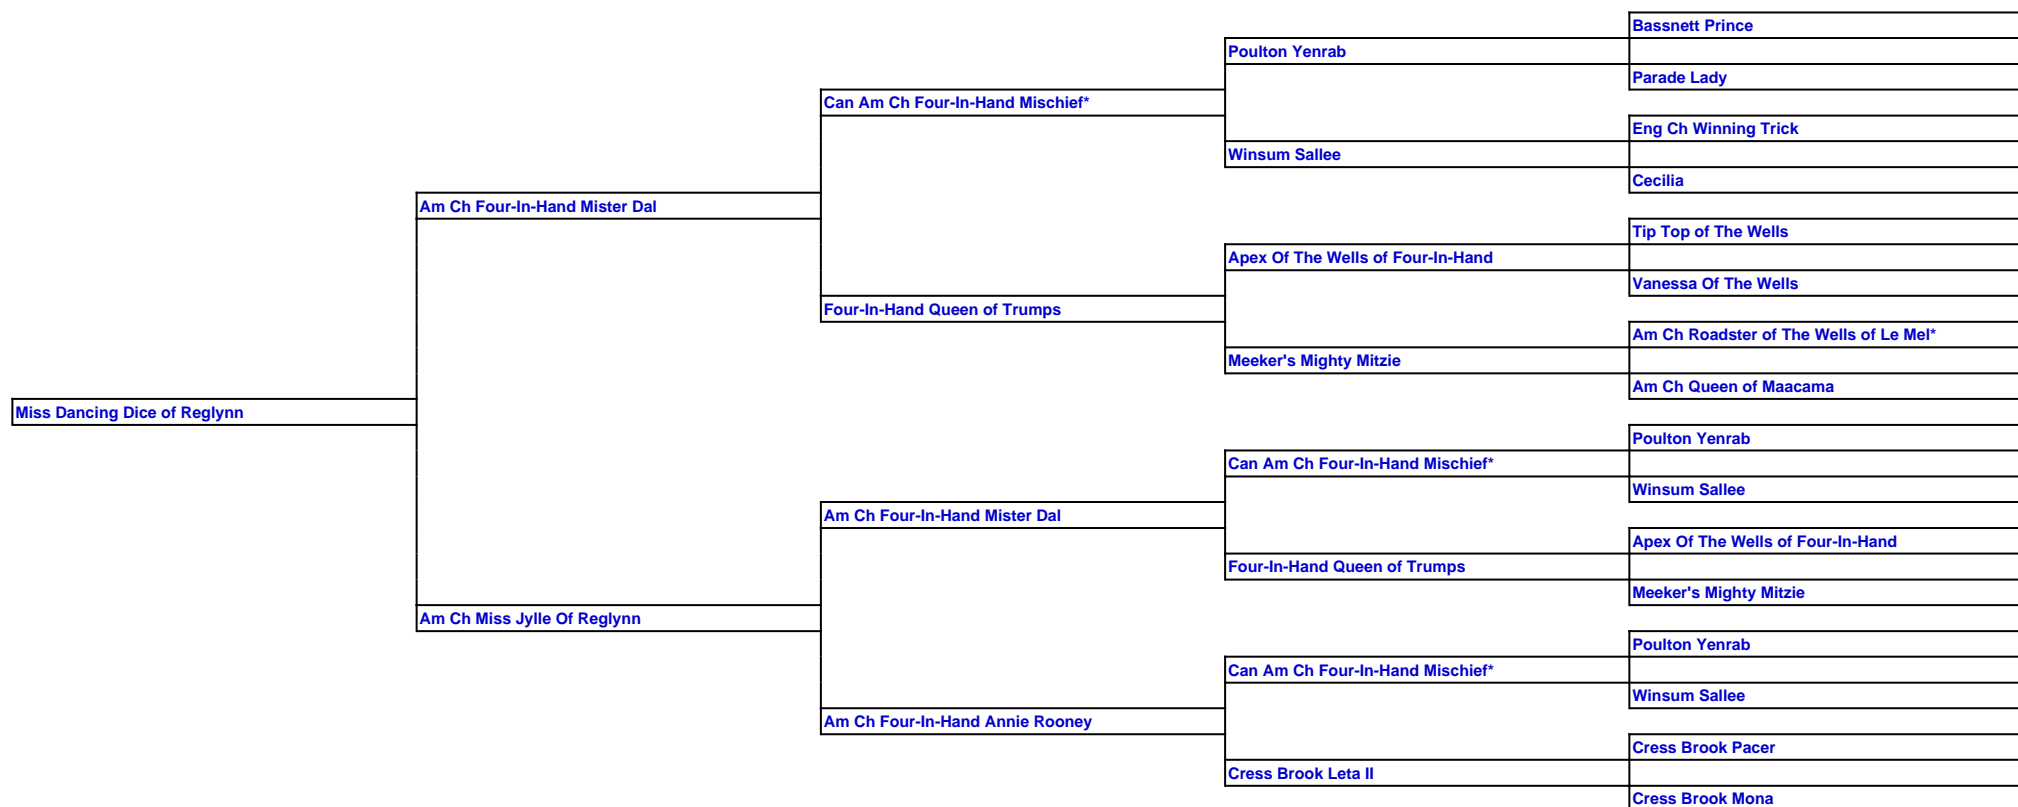 Bassnett Prince
Poulton Yenrab
Parade Lady
Can Am Ch Four-In-Hand Mischief*
Eng Ch Winning Trick
Winsum Sallee
Cecilia
Am Ch Four-In-Hand Mister Dal
Tip Top of The Wells
Apex Of The Wells of Four-In-Hand
Vanessa Of The Wells
Four-In-Hand Queen of Trumps
Am Ch Roadster of The Wells of Le Mel*
Meeker's Mighty Mitzie
Am Ch Queen of Maacama
Miss Dancing Dice of Reglynn
Poulton Yenrab
Can Am Ch Four-In-Hand Mischief*
Winsum Sallee
Am Ch Four-In-Hand Mister Dal
Apex Of The Wells of Four-In-Hand
Four-In-Hand Queen of Trumps
Meeker's Mighty Mitzie
Am Ch Miss Jylle Of Reglynn
Poulton Yenrab
Can Am Ch Four-In-Hand Mischief*
Winsum Sallee
Am Ch Four-In-Hand Annie Rooney
Cress Brook Pacer
Cress Brook Leta II
Cress Brook Mona